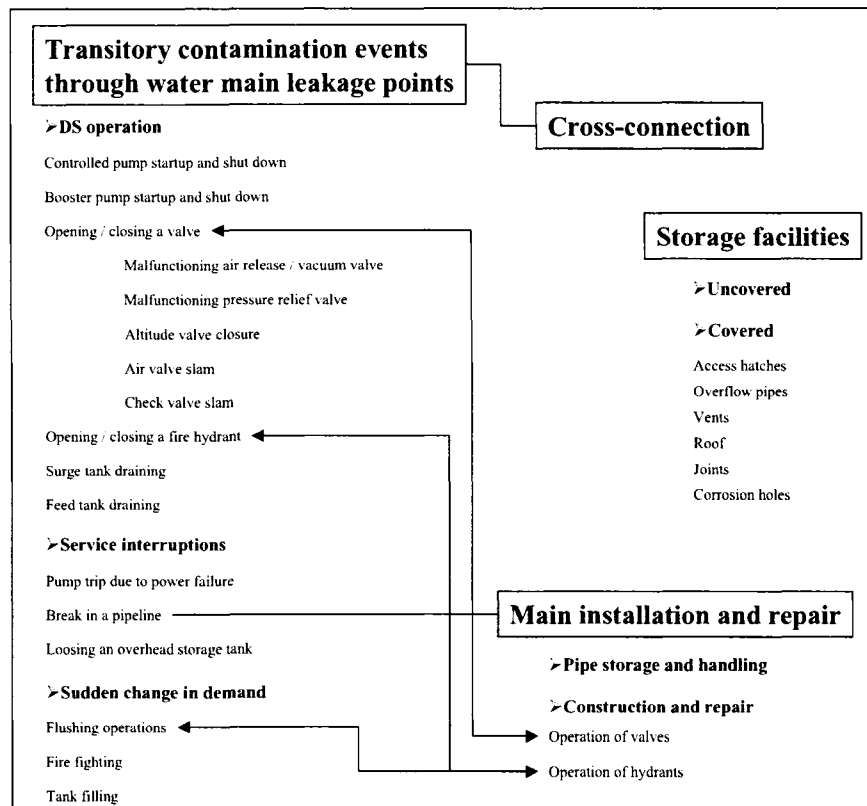 Transitory contamination events
through water main leakage points
➢DS operation
Controlled pump startup and shut down
Booster pump startup and shut down
Opening / closing a valve
Malfunctioning air release / vacuum valve
Malfunctioning pressure relief valve
Altitude valve closure
Air valve slam
Check valve slam
Opening / closing a fire hydrant
Surge tank draining
Feed tank draining
➢Service interruptions
Pump trip due to power failure
Break in a pipeline
Loosing an overhead storage tank
➢Sudden change in demand
Flushing operations
Fire fighting
Tank filling
Cross-connection
Storage facilities
➢Uncovered
➢Covered
Access hatches
Overflow pipes
Vents
Roof
Joints
Corrosion holes
Main installation and repair
➢Pipe storage and handling
➢Construction and repair
Operation of valves
Operation of hydrants